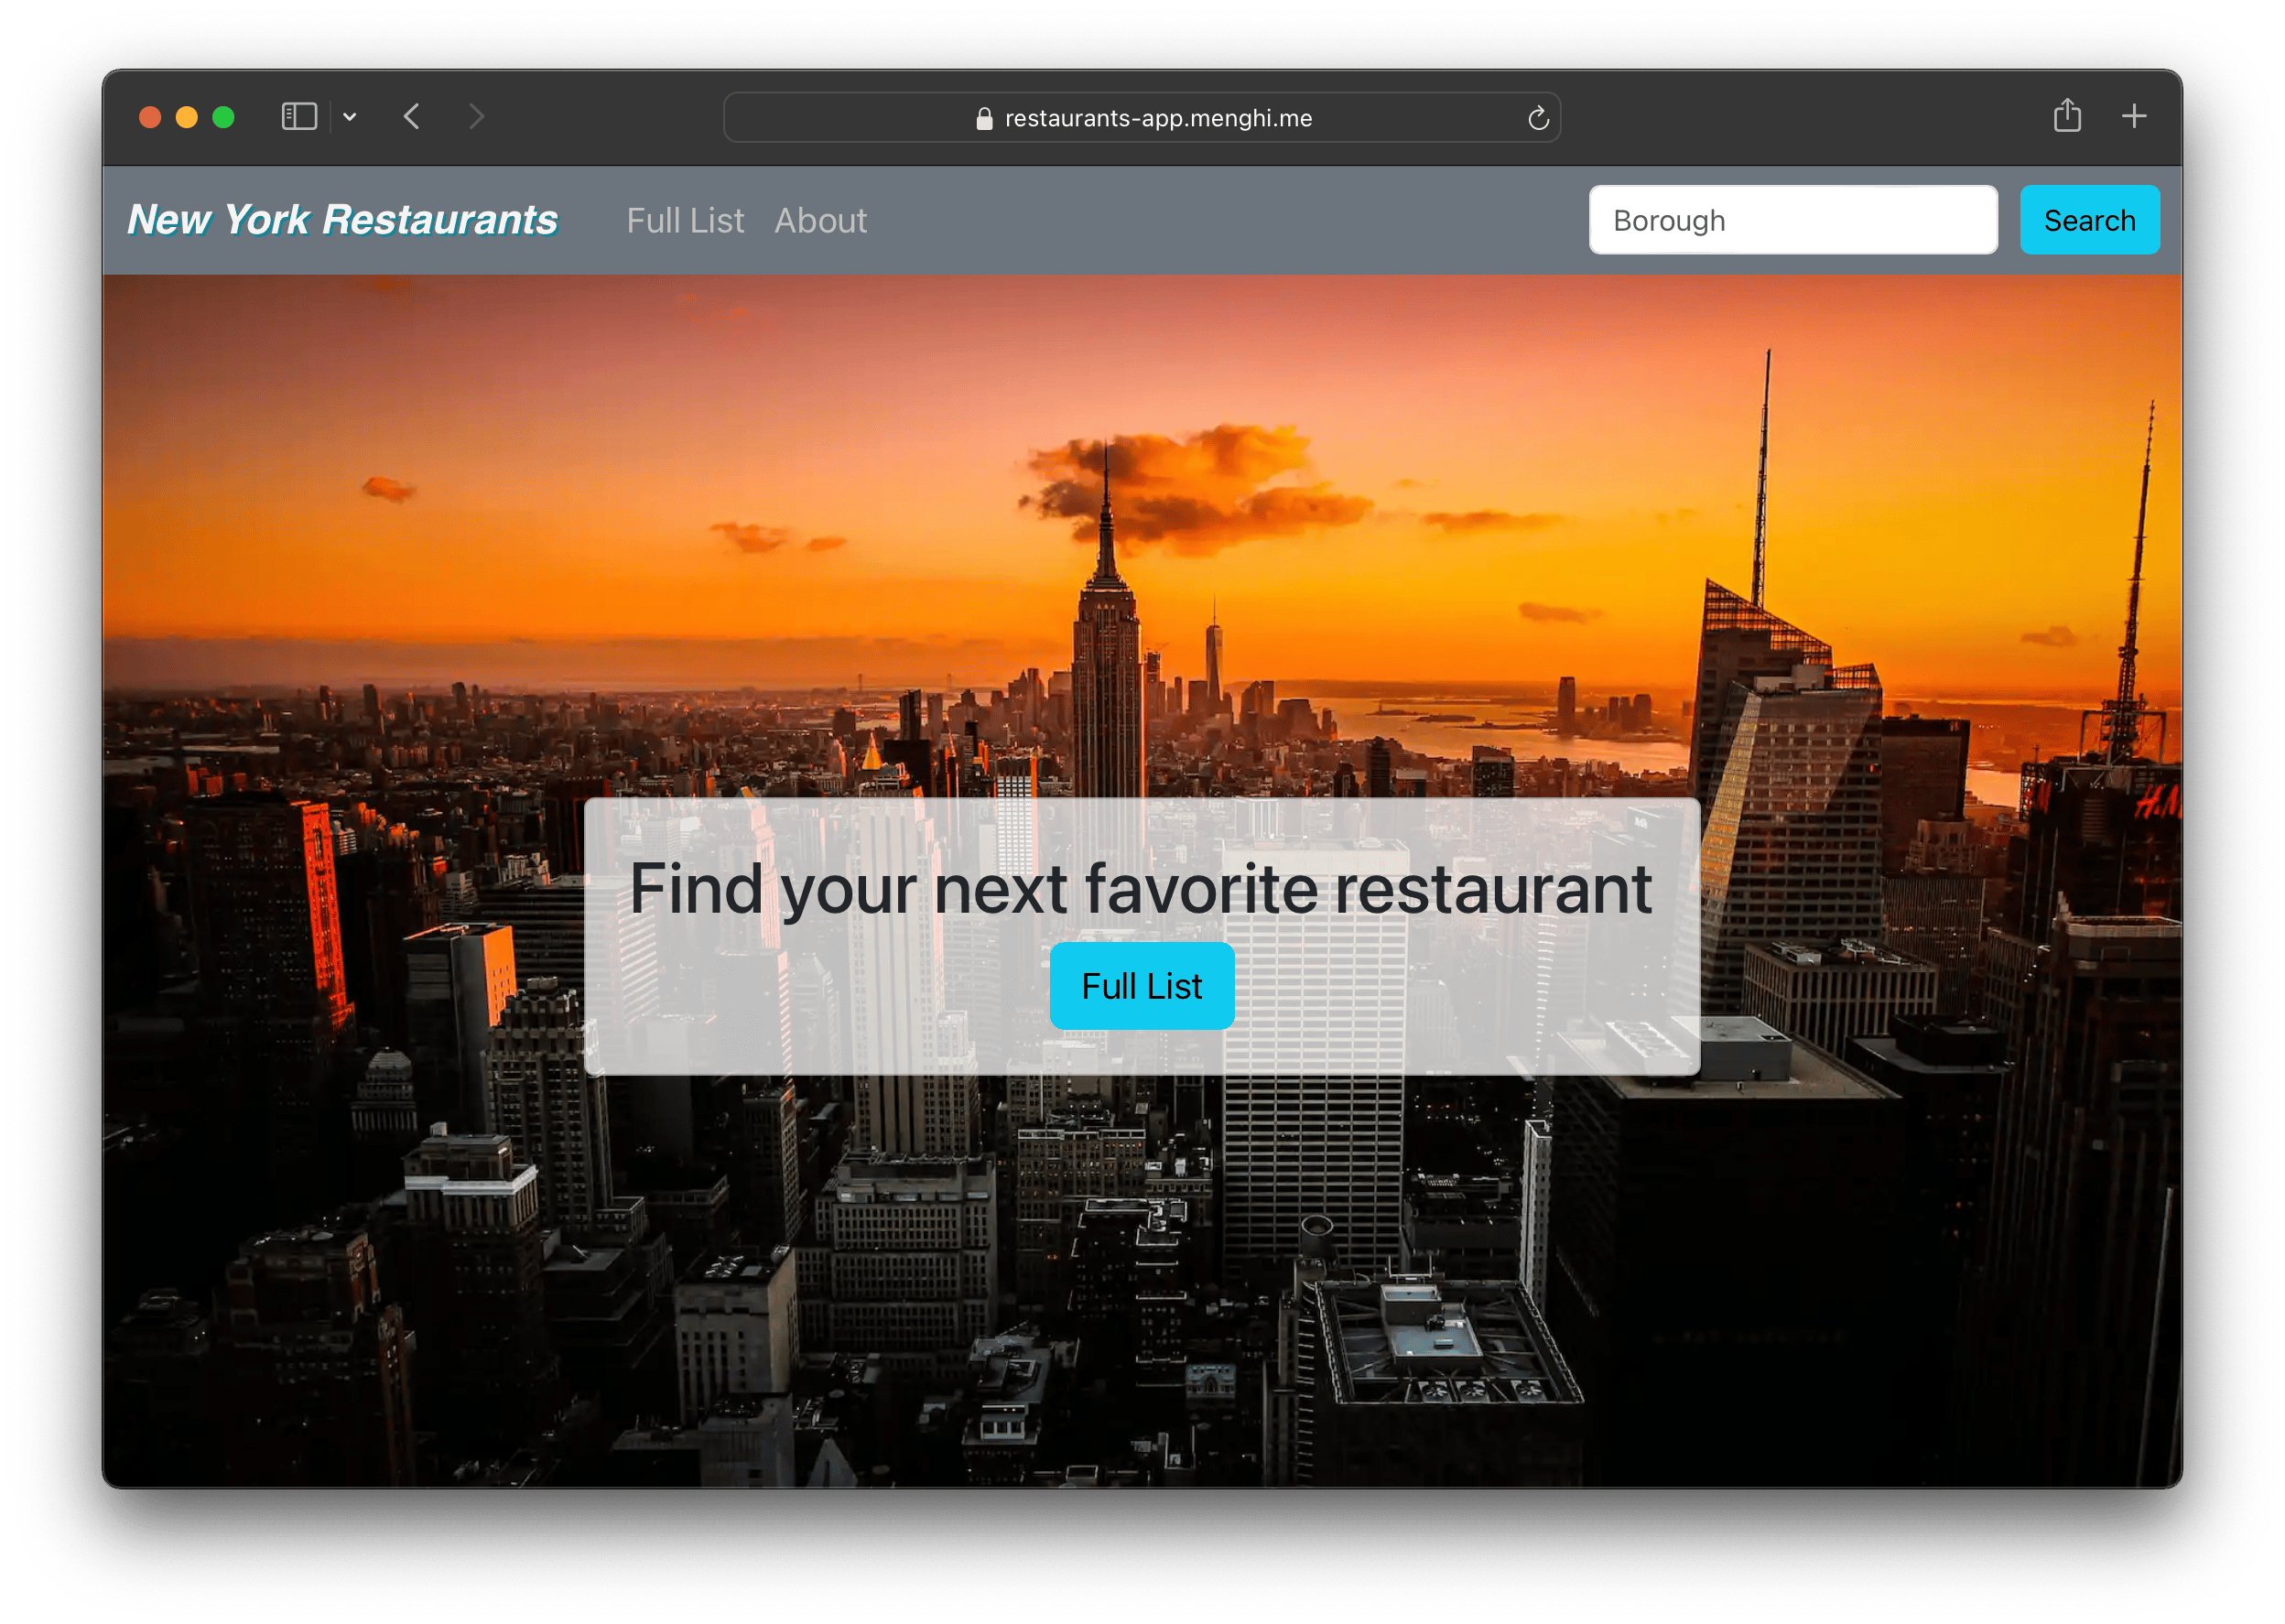 restaurants-app.menghi.me
New York Restaurants Full List About Borough Search
H&M
Find your next favorite restaurant
Full List